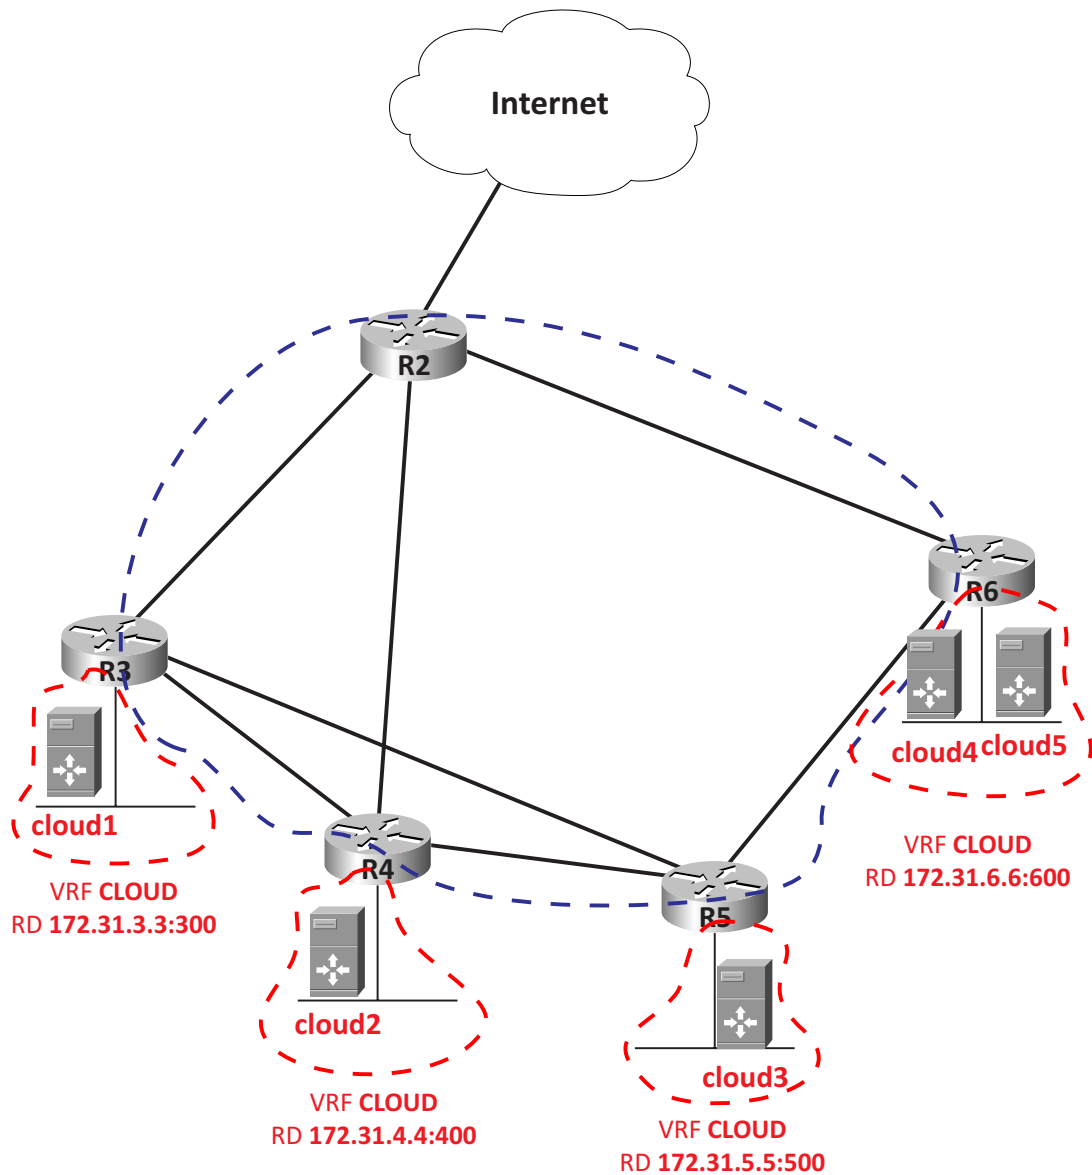 Internet
R2
R6
R3
cloud4 cloud5
cloud1
VRF CLOUD
RD 172.31.6.6:600
R4
VRF CLOUD
RD 172.31.3.3:300
R5
cloud2
cloud3
VRF CLOUD
RD 172.31.4.4:400
VRF CLOUD
RD 172.31.5.5:500